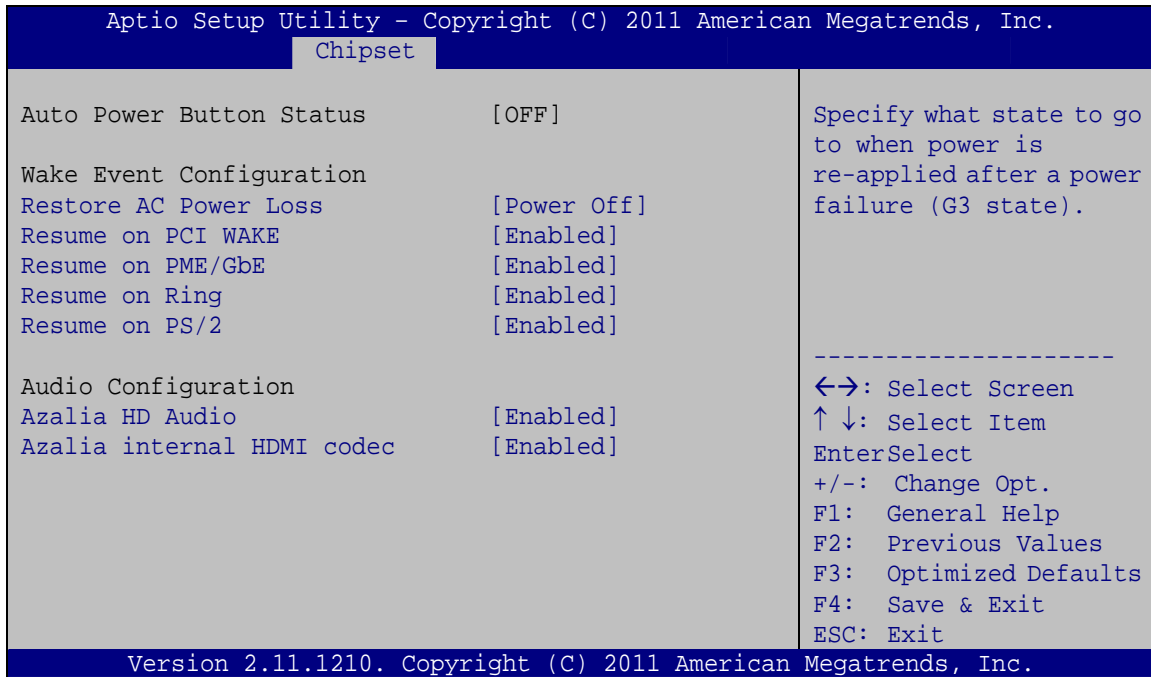 Aptio Setup Utility – Copyright (C) 2011 American Megatrends, Inc.
Chipset
Auto Power Button Status [OFF]
Wake Event Configuration
Restore AC Power Loss [Power Off]
Resume on PCI WAKE [Enabled]
Resume on PME/GbE [Enabled]
Resume on Ring [Enabled]
Resume on PS/2 [Enabled]
Audio Configuration
Azalia HD Audio [Enabled]
Azalia internal HDMI codec [Enabled]
Specify what state to go
to when power is
re-applied after a power
failure (G3 state).
---------------------
←→: Select Screen
↑ ↓: Select Item
EnterSelect
+/-: Change Opt.
F1: General Help
F2: Previous Values
F3: Optimized Defaults
F4: Save & Exit
ESC: Exit
Version 2.11.1210. Copyright (C) 2011 American Megatrends, Inc.